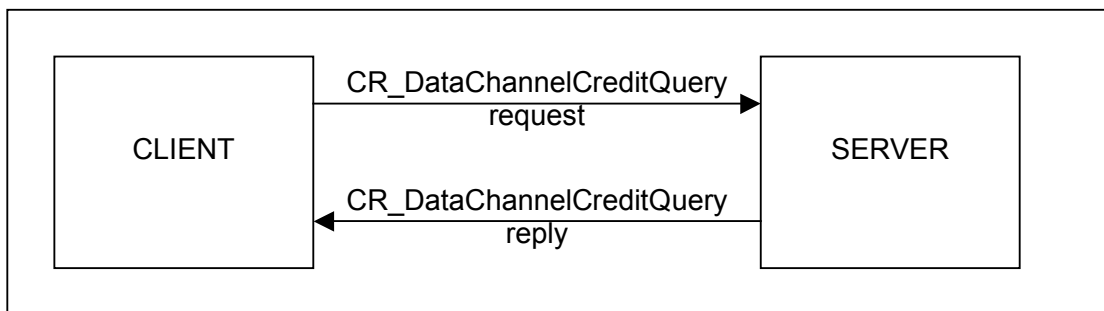 CR_DataChannelCreditQuery
request
CLIENT
SERVER
CR_DataChannelCreditQuery
reply